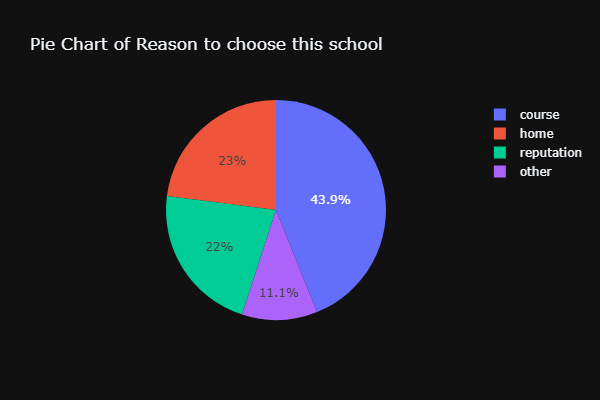 Pie Chart of Reason to choose this school
course
home
reputation
other
23%
43.9%
22%
11.1%